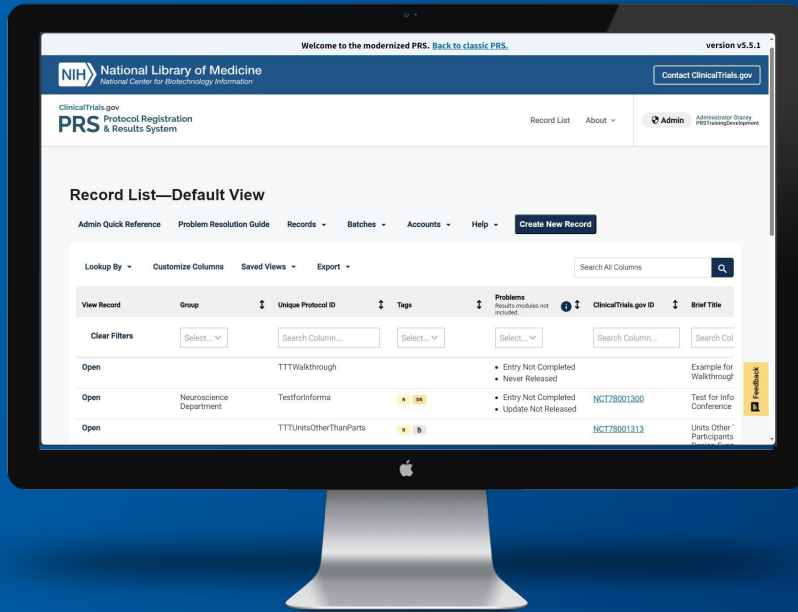 Welcome to the modernized PRS. Back to classic PRS.
version v5.5.1
NIH
National Library of Medicine
National Center for Biotechnology Information
Contact ClinicalTrials.gov
ClinicalTrials.gov
PRS Protocol Registration & Results System
Record List
About
Admin
Administrator Stacey
PRSTrainingDevelopment
Record List—Default View
Admin Quick Reference
Problem Resolution Guide
Records
Batches
Accounts
Help
Create New Record
Lookup By
Customize Columns
Saved Views
Export
Search All Columns
View Record
Group
Unique Protocol ID
Tags
Problems
Results modules not included.
ClinicalTrials.gov ID
Brief Title
Clear Filters
Select...
Search Column...
Select...
Select...
Search Column...
Search Col
Open
TTTWalkthrough
• Entry Not Completed
• Never Released
Example for
Walkthrough
Open
Neuroscience
Department
TestforInforma
R DR
• Entry Not Completed
• Update Not Released
NCT78001300
Test for Info
Conference
Open
TTTUnitsOtherThanParts
R
NCT78001313
Units Other
Participants
Feedback